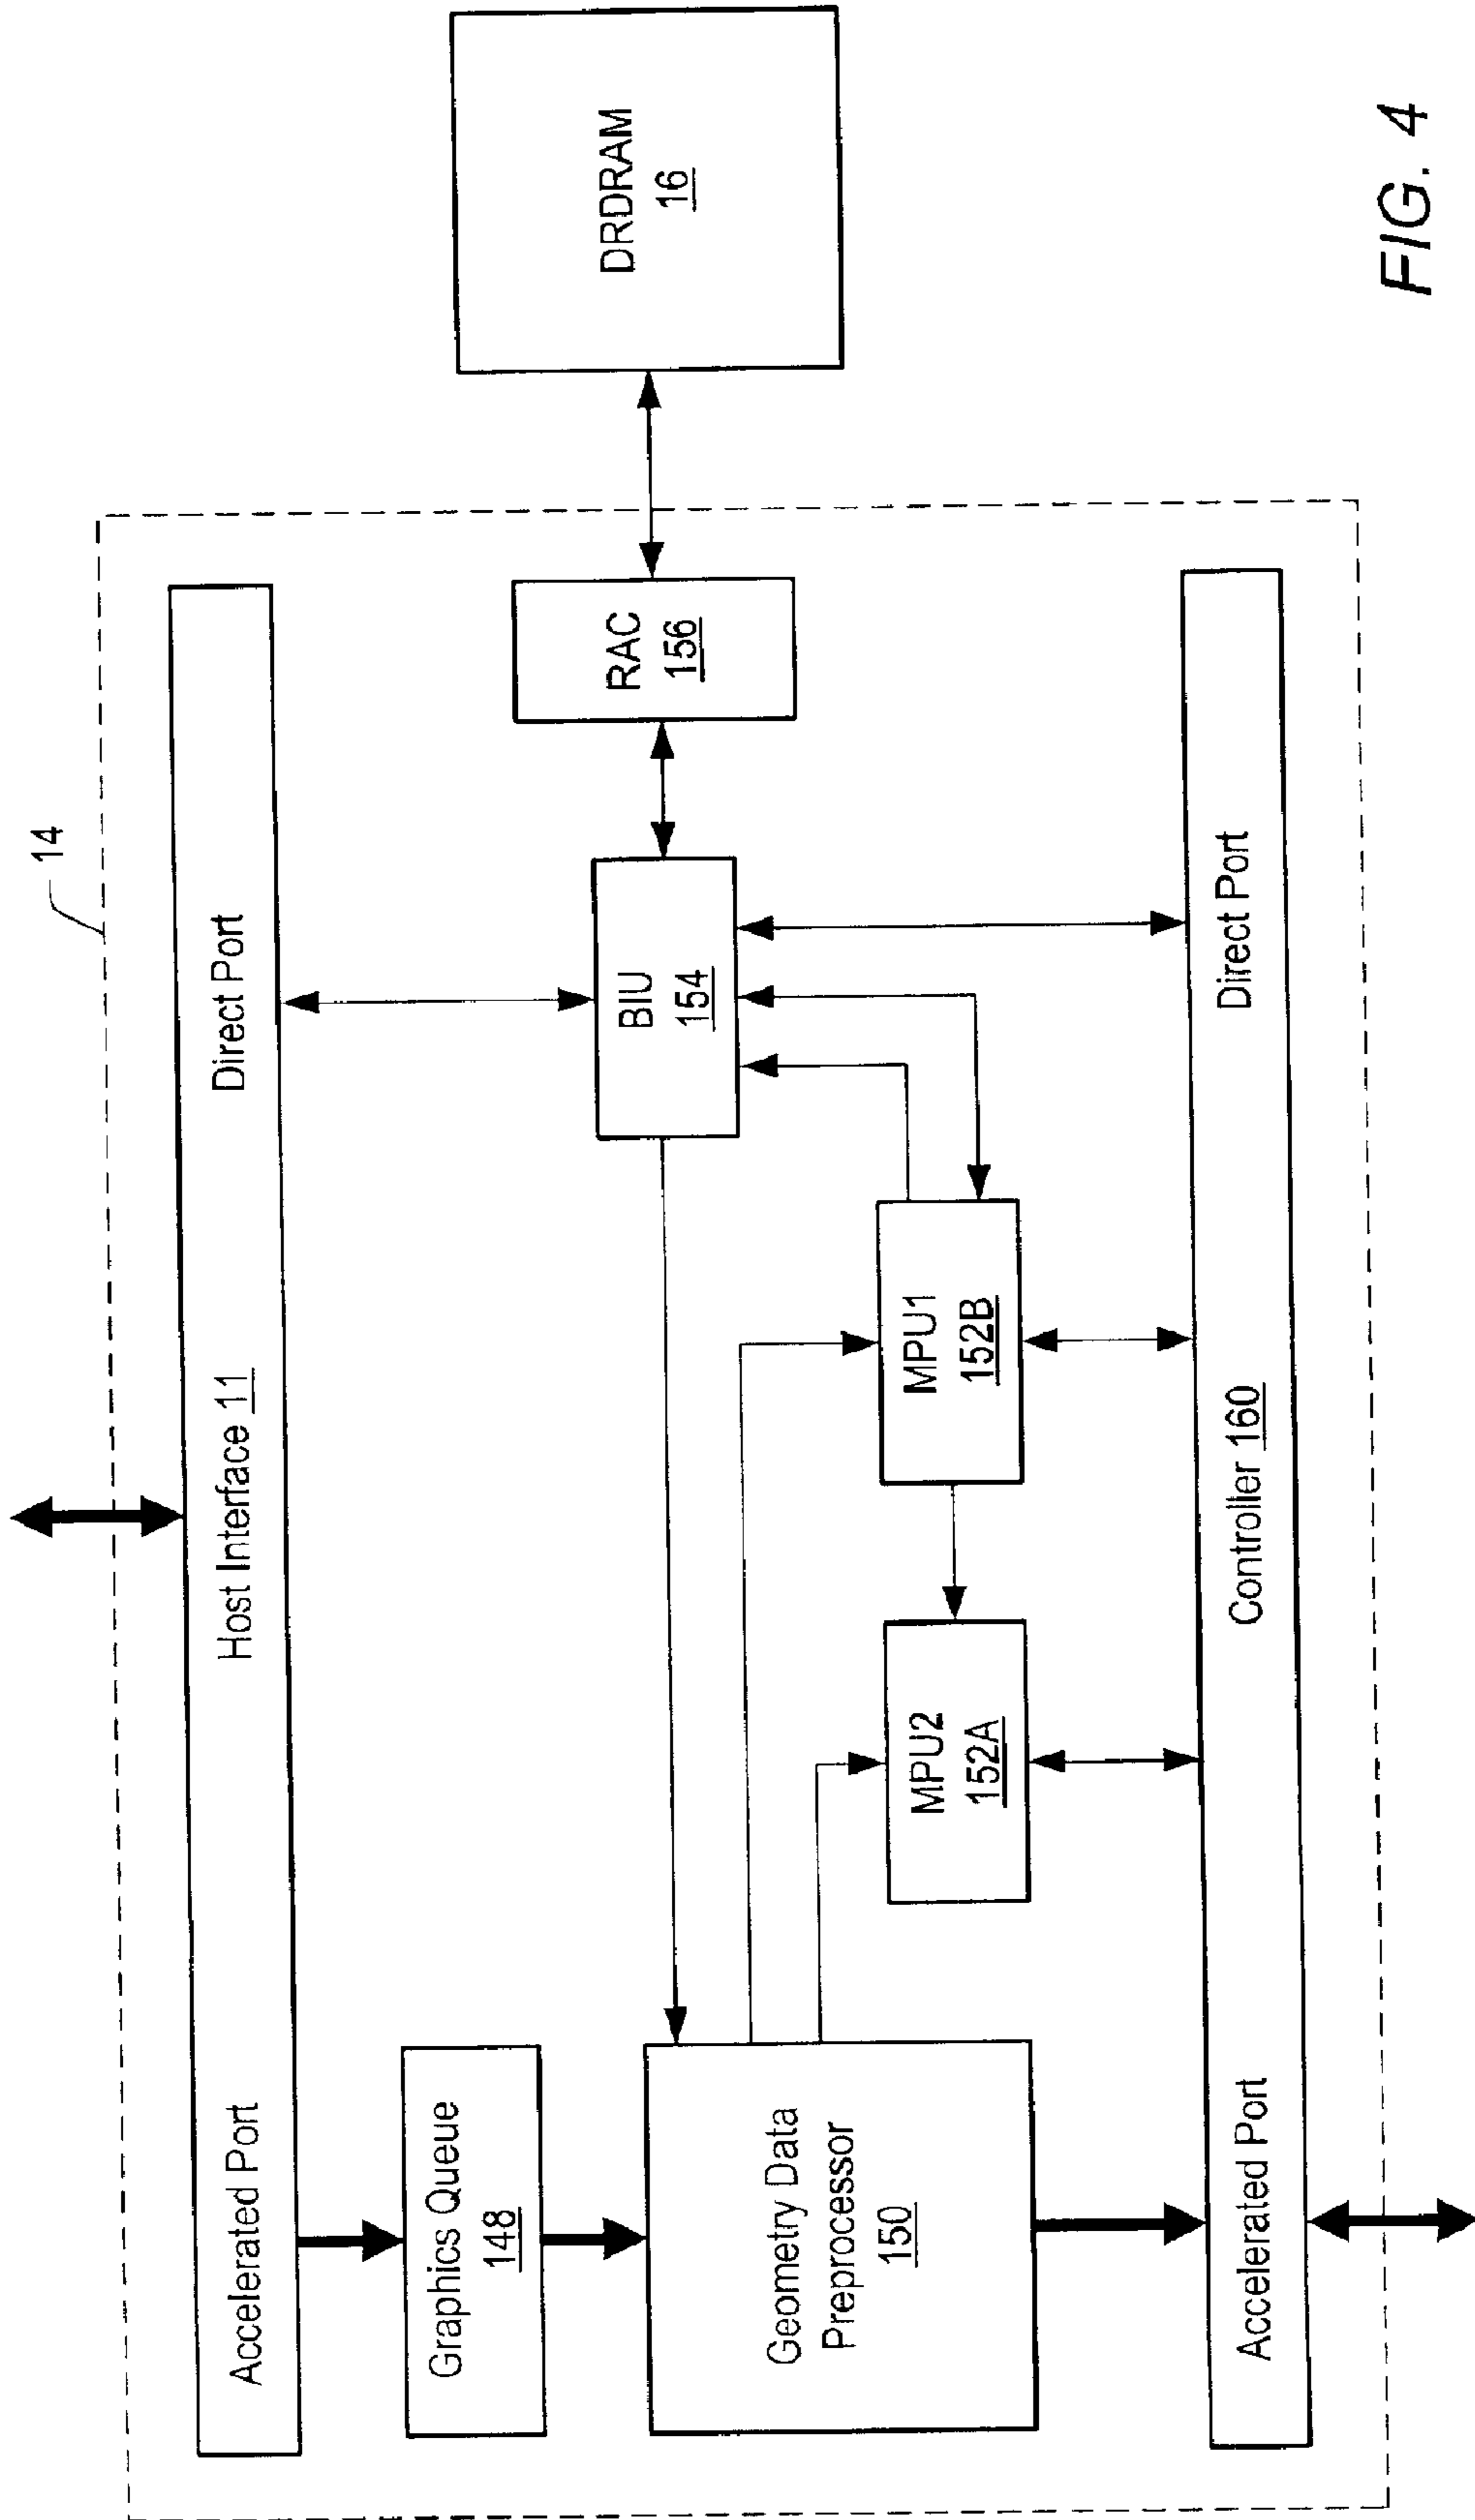 14
Accelerated Port
Host Interface 11
Direct Port
Graphics Queue
148
Geometry Data
Preprocessor
150
BIU
154
RAC
156
DRDRAM
16
MPU2
152A
MPU1
152B
Accelerated Port
Controller 160
Direct Port
FIG. 4